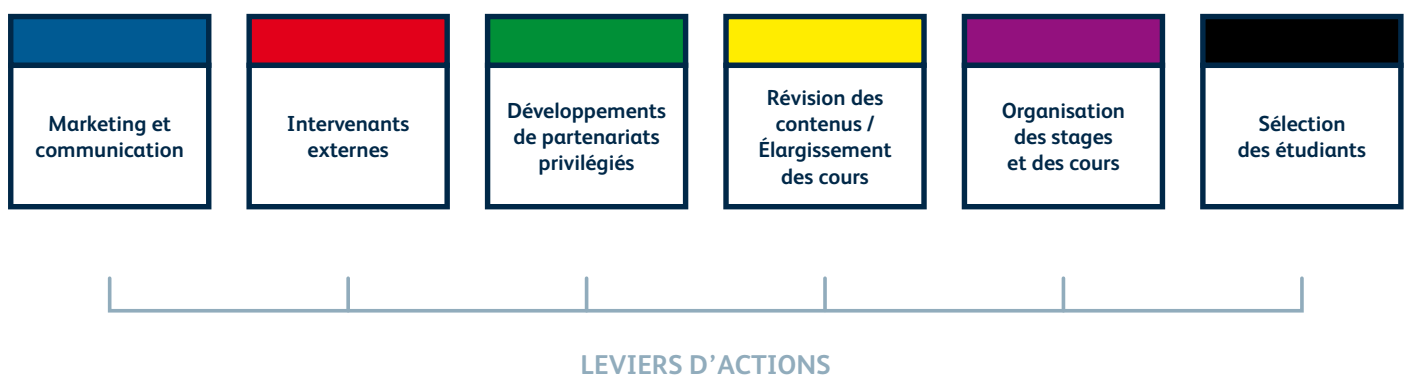 Marketing et
communication
Intervenants
externes
Développements
de partenariats
privilégiés
Révision des
contenus /
Élargissement
des cours
Organisation
des stages
et des cours
Sélection
des étudiants
LEVIERS D’ACTIONS